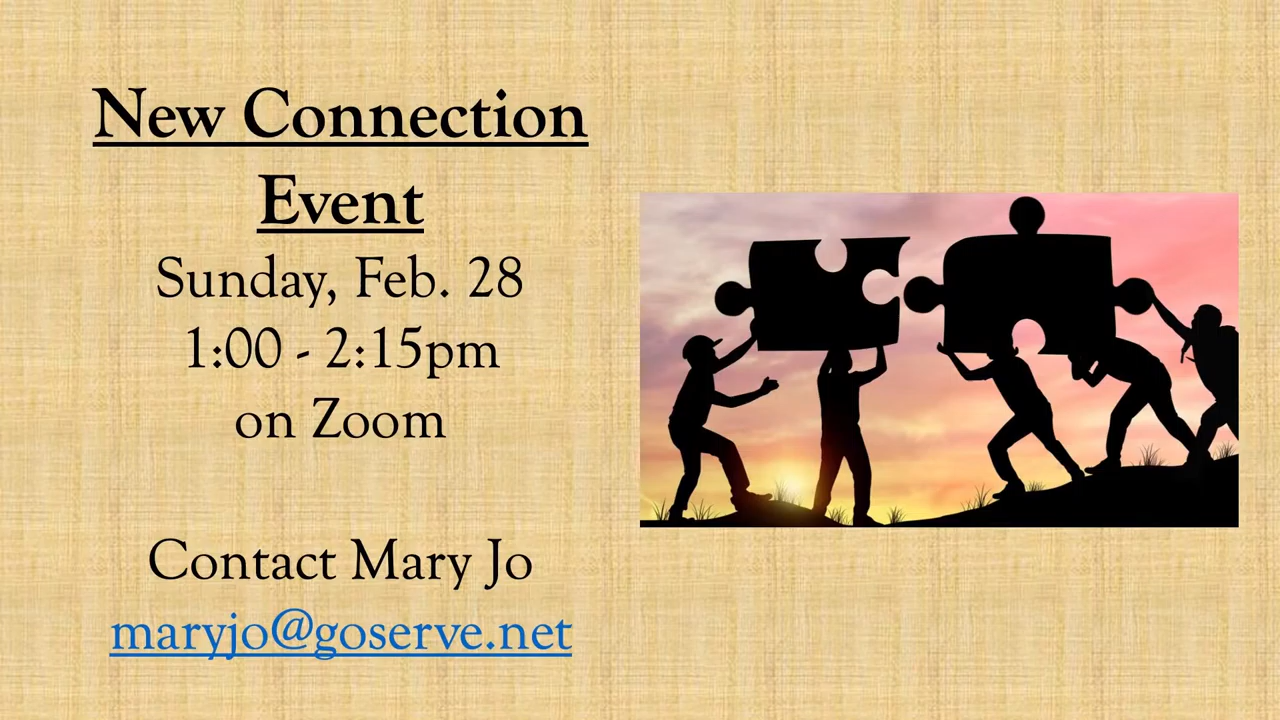 New Connection
Event
Sunday, Feb. 28
1:00 - 2:15pm
on Zoom
Contact Mary Jo
maryjo@goserve.net